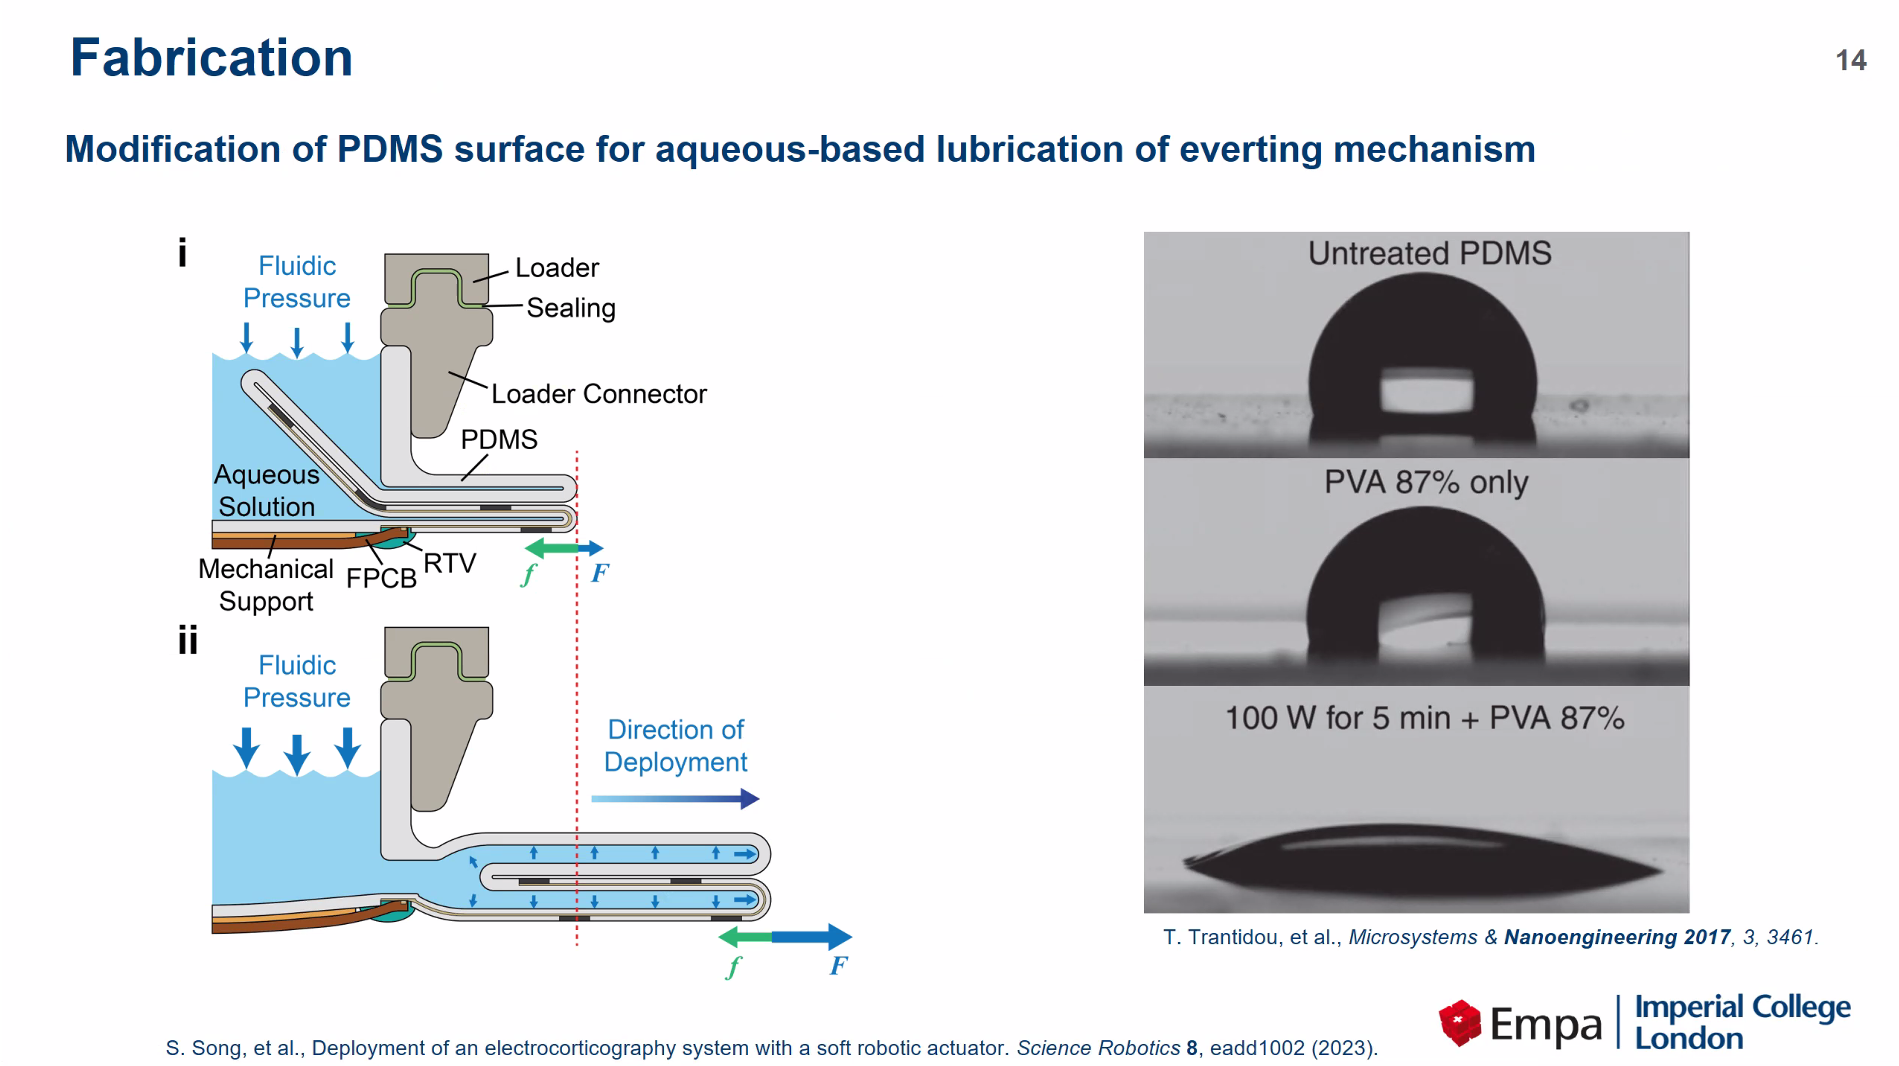 Fabrication
14
Modification of PDMS surface for aqueous-based lubrication of everting mechanism
i
Fluidic
Pressure
Loader
Sealing
Loader Connector
PDMS
Aqueous
Solution
Mechanical
Support
FPCB
RTV
f
F
ii
Fluidic
Pressure
Direction of
Deployment
f
F
Untreated PDMS
PVA 87% only
100 W for 5 min + PVA 87%
T. Trantidou, et al., Microsystems & Nanoengineering 2017, 3, 3461.
S. Song, et al., Deployment of an electrocorticography system with a soft robotic actuator. Science Robotics 8, eadd1002 (2023).
Empa
Imperial College
London